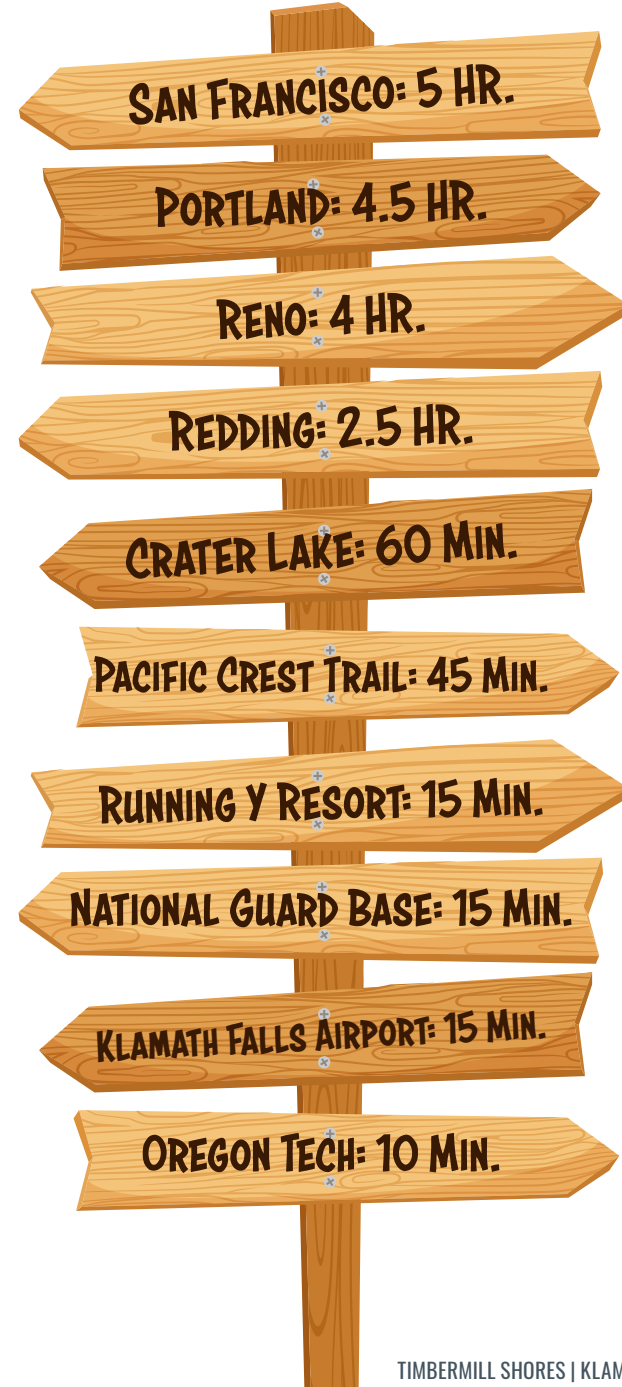 San Francisco: 5 HR.
Portland: 4.5 HR.
Reno: 4 HR.
Redding: 2.5 HR.
Crater Lake: 60 Min.
Pacific Crest Trail: 45 Min.
Running Y Resort: 15 Min.
National Guard Base: 15 Min.
Klamath Falls Airport: 15 Min.
Oregon Tech: 10 Min.
TIMBERMILL SHORES | KLAM